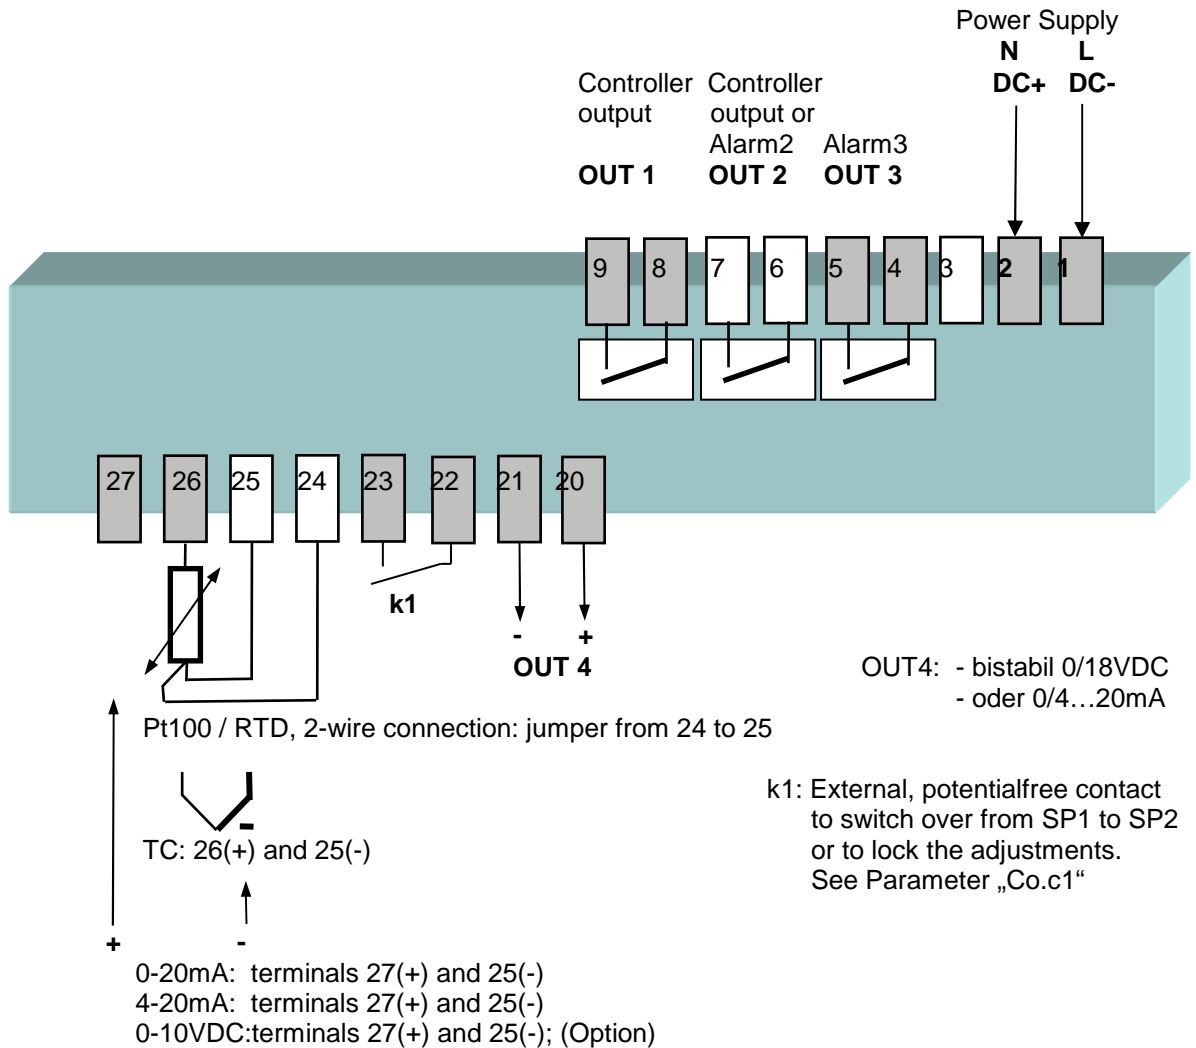 Power Supply
N L
DC+ DC-
Controller Controller
output output or
Alarm2 Alarm3
OUT 1 OUT 2 OUT 3
9 8 7 6 5 4 3 2 1
27 26 25 24 23 22 21 20
k1
- +
OUT 4
OUT4: - bistabil 0/18VDC
- oder 0/4…20mA
Pt100 / RTD, 2-wire connection: jumper from 24 to 25
k1: External, potentialfree contact
to switch over from SP1 to SP2
or to lock the adjustments.
See Parameter „Co.c1“
TC: 26(+) and 25(-)
+ -
0-20mA: terminals 27(+) and 25(-)
4-20mA: terminals 27(+) and 25(-)
0-10VDC:terminals 27(+) and 25(-); (Option)